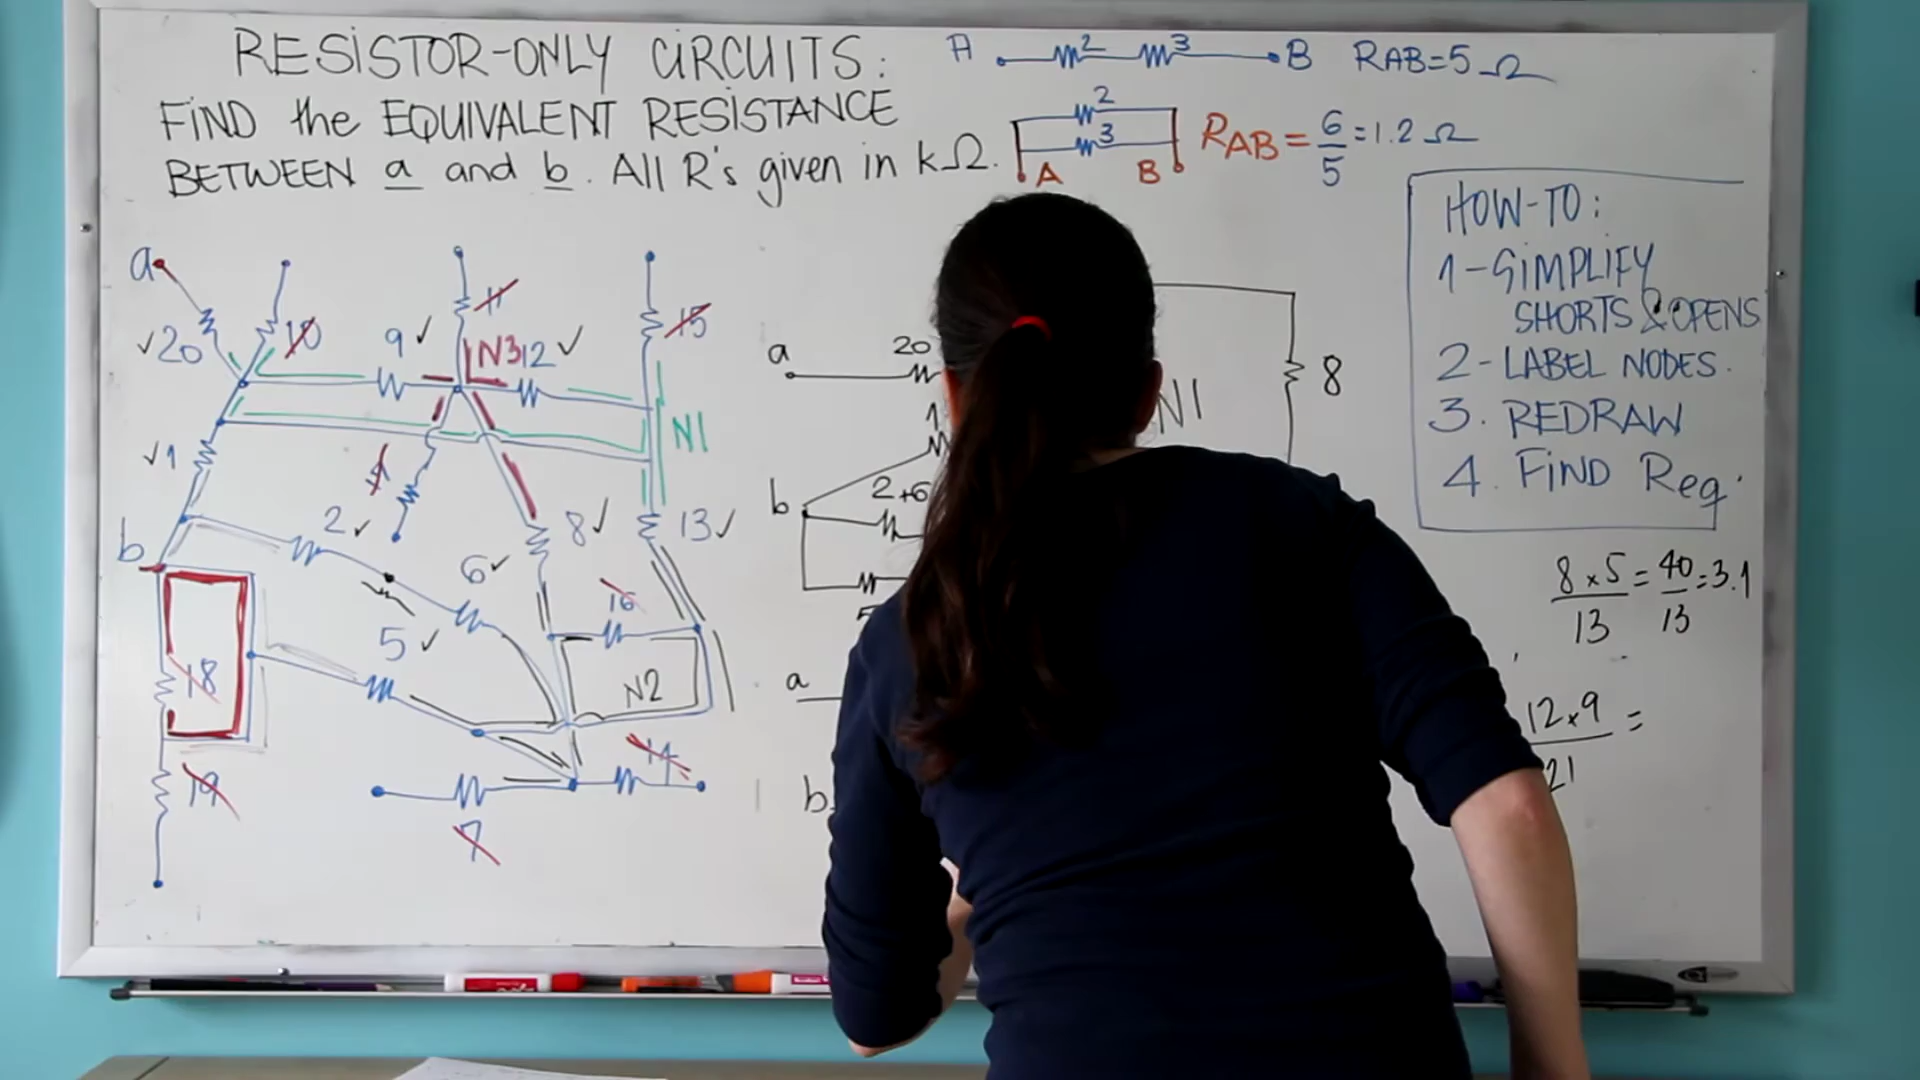 RESISTOR-ONLY CIRCUITS:
FIND the EQUIVALENT RESISTANCE
BETWEEN a and b. All R's given in kΩ.
A 2 3 B RAB=5 Ω
2
3
A B
RAB = 6/5 = 1.2 Ω
HOW-TO:
1-SIMPLIFY
SHORTS & OPENS
2-LABEL NODES.
3. REDRAW
4. FIND Req.
a
✓20
10
9 ✓
11
N3
12 ✓
15
N1
✓1
4
2 ✓
8 ✓
13 ✓
b
6 ✓
16
5 ✓
18
N2
14
19
7
a 20
1
N1
8
b
2+6
5
a
b
8x5/13 = 40/13 = 3.1
12x9/21 =